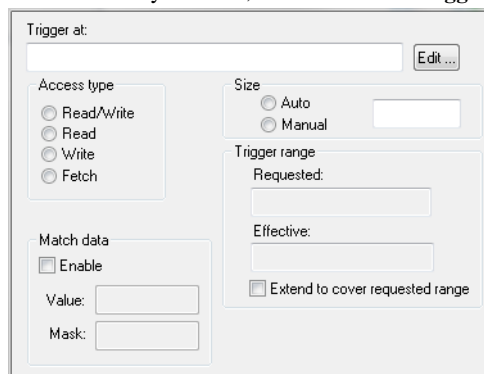 Trigger at:
Edit ...
Access type
Read/Write
Read
Write
Fetch
Size
Auto
Manual
Trigger range
Requested:
Effective:
Extend to cover requested range
Match data
Enable
Value:
Mask: